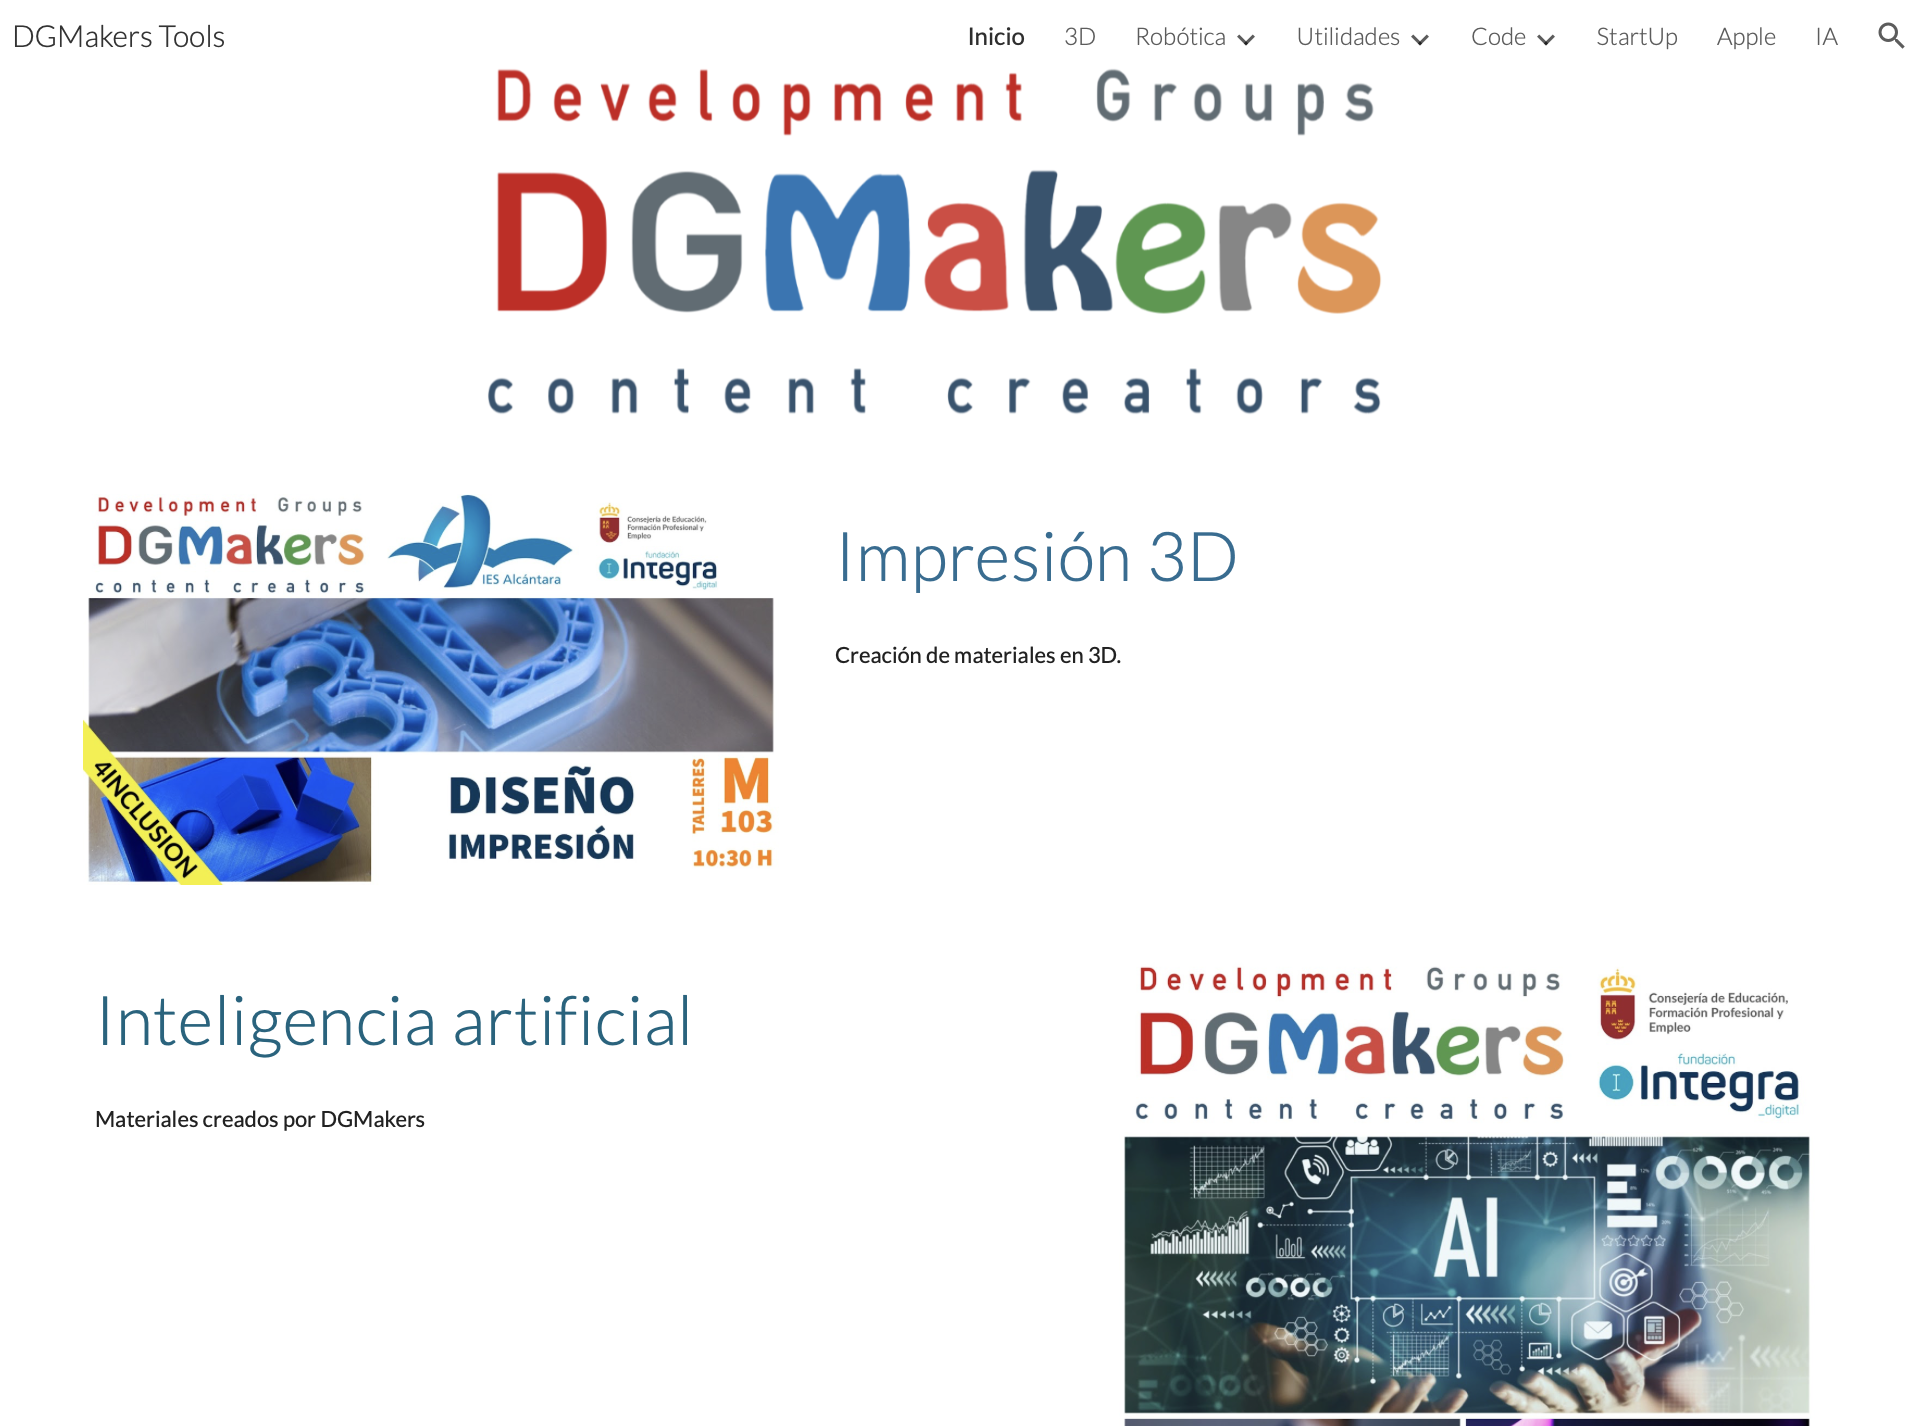 DGMakers Tools
Inicio
3D
Robótica
Utilidades
Code
StartUp
Apple
IA
Development Groups
DGMakers
content creators
Development Groups
DGMakers
content creators
IES Alcántara
Consejería de Educación,
Formación Profesional y
Empleo
fundación
Integra
_digital
3D
4INCLUSION
DISEÑO
IMPRESIÓN
TALLERES
M
103
10:30 H
Impresión 3D
Creación de materiales en 3D.
Inteligencia artificial
Materiales creados por DGMakers
Development Groups
DGMakers
content creators
Consejería de Educación,
Formación Profesional y
Empleo
fundación
Integra
_digital
AI